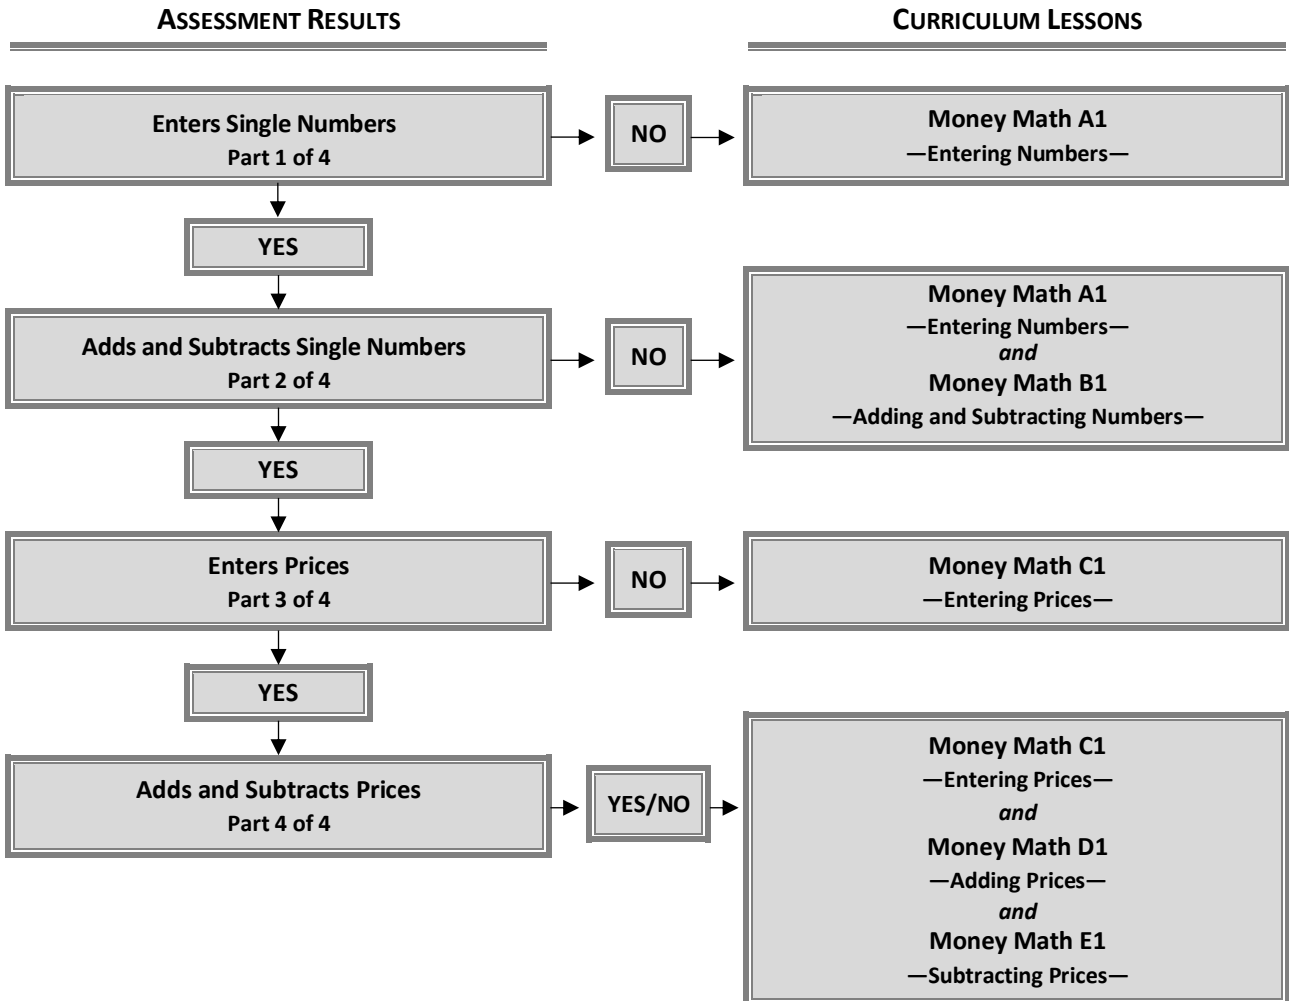 ASSESSMENT RESULTS
CURRICULUM LESSONS
Enters Single Numbers
Part 1 of 4
NO
Money Math A1
—Entering Numbers—
YES
Adds and Subtracts Single Numbers
Part 2 of 4
NO
Money Math A1
—Entering Numbers—
and
Money Math B1
—Adding and Subtracting Numbers—
YES
Enters Prices
Part 3 of 4
NO
Money Math C1
—Entering Prices—
YES
Adds and Subtracts Prices
Part 4 of 4
YES/NO
Money Math C1
—Entering Prices—
and
Money Math D1
—Adding Prices—
and
Money Math E1
—Subtracting Prices—